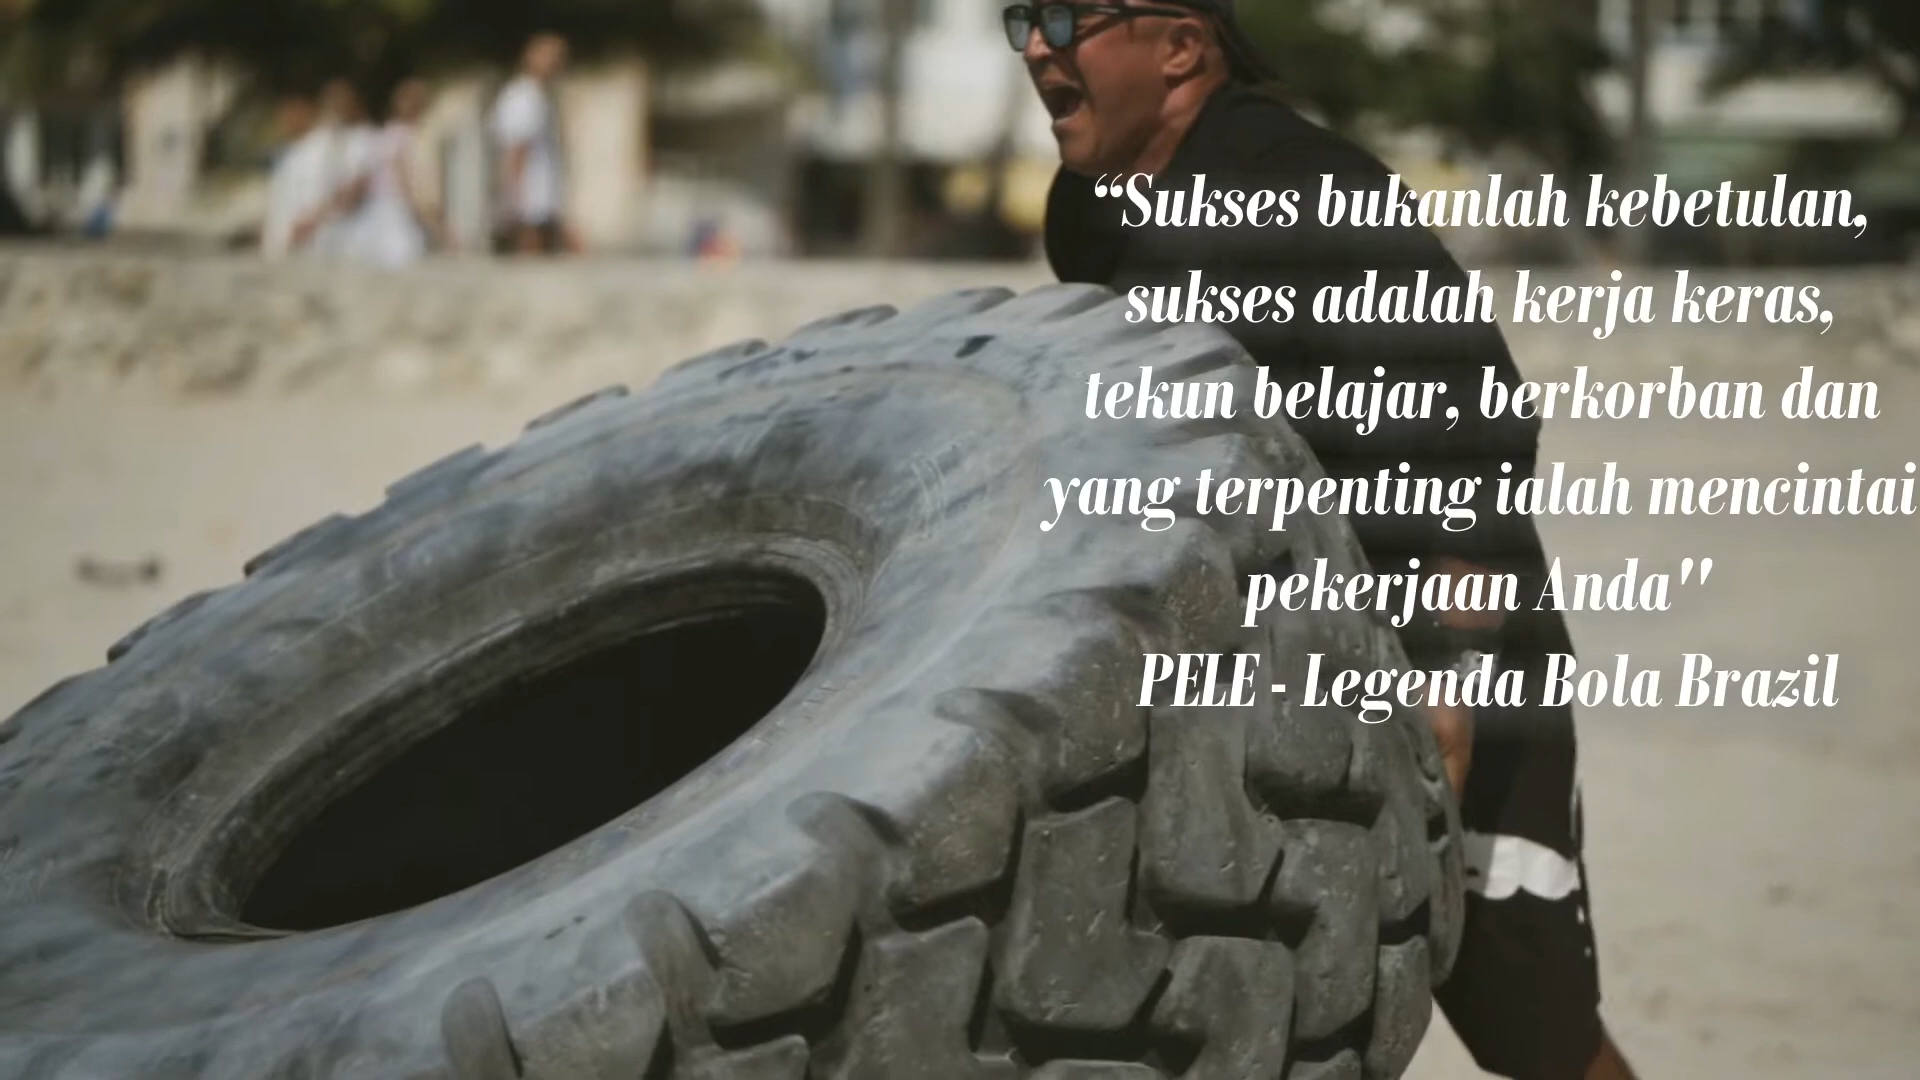 “Sukses bukanlah kebetulan,
sukses adalah kerja keras,
tekun belajar, berkorban dan
yang terpenting ialah mencintai
pekerjaan Anda"
PELE - Legenda Bola Brazil